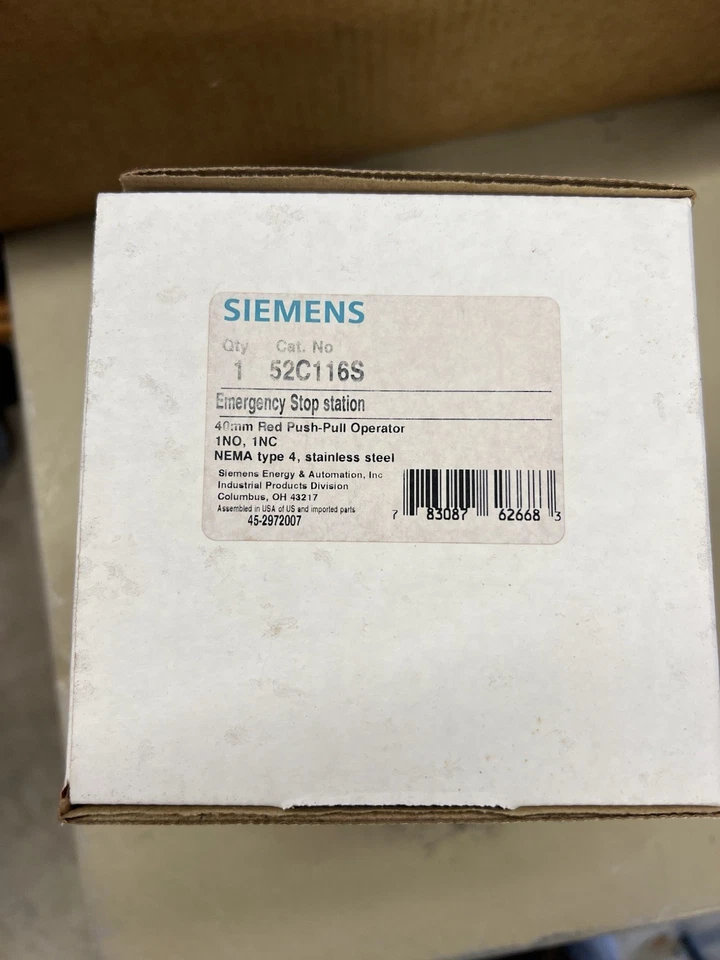 SIEMENS
Qty Cat. No
1 52C116S
Emergency Stop station
40mm Red Push-Pull Operator
1NO, 1NC
NEMA type 4, stainless steel
Siemens Energy & Automation, Inc
Industrial Products Division
Columbus, OH 43217
Assembled in USA of US and imported parts
45-2972007
7 83087 62668 3